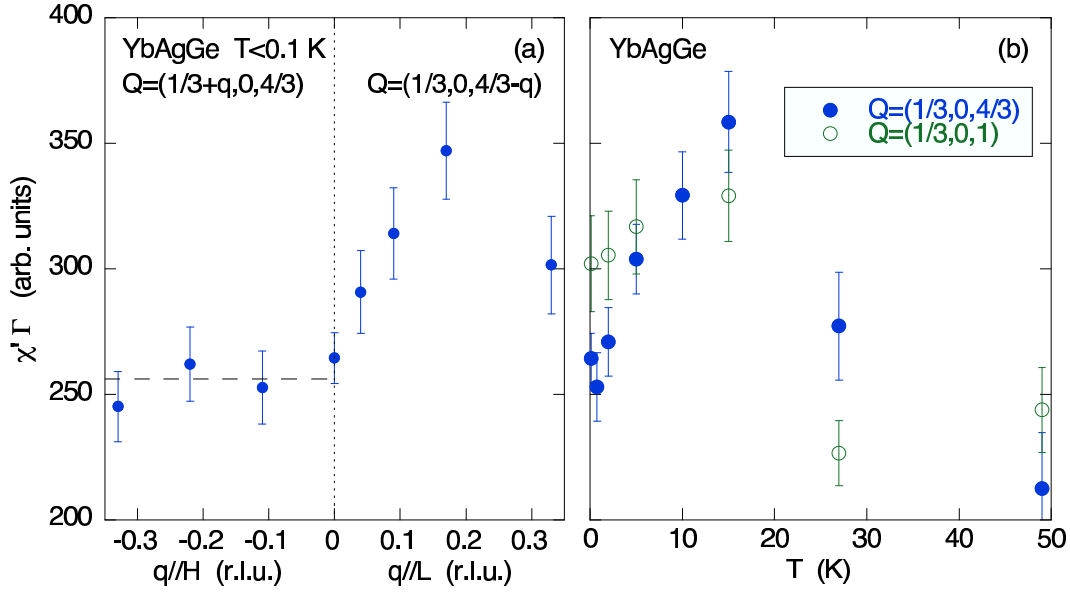 400
350
300
250
200
χ' Γ (arb. units)
YbAgGe T<0.1 K
(a)
Q=(1/3+q,0,4/3)
Q=(1/3,0,4/3-q)
-0.3 -0.2 -0.1 0 0.1 0.2 0.3
q//H (r.l.u.)
q//L (r.l.u.)
YbAgGe
(b)
Q=(1/3,0,4/3)
Q=(1/3,0,1)
0 10 20 30 40 50
T (K)